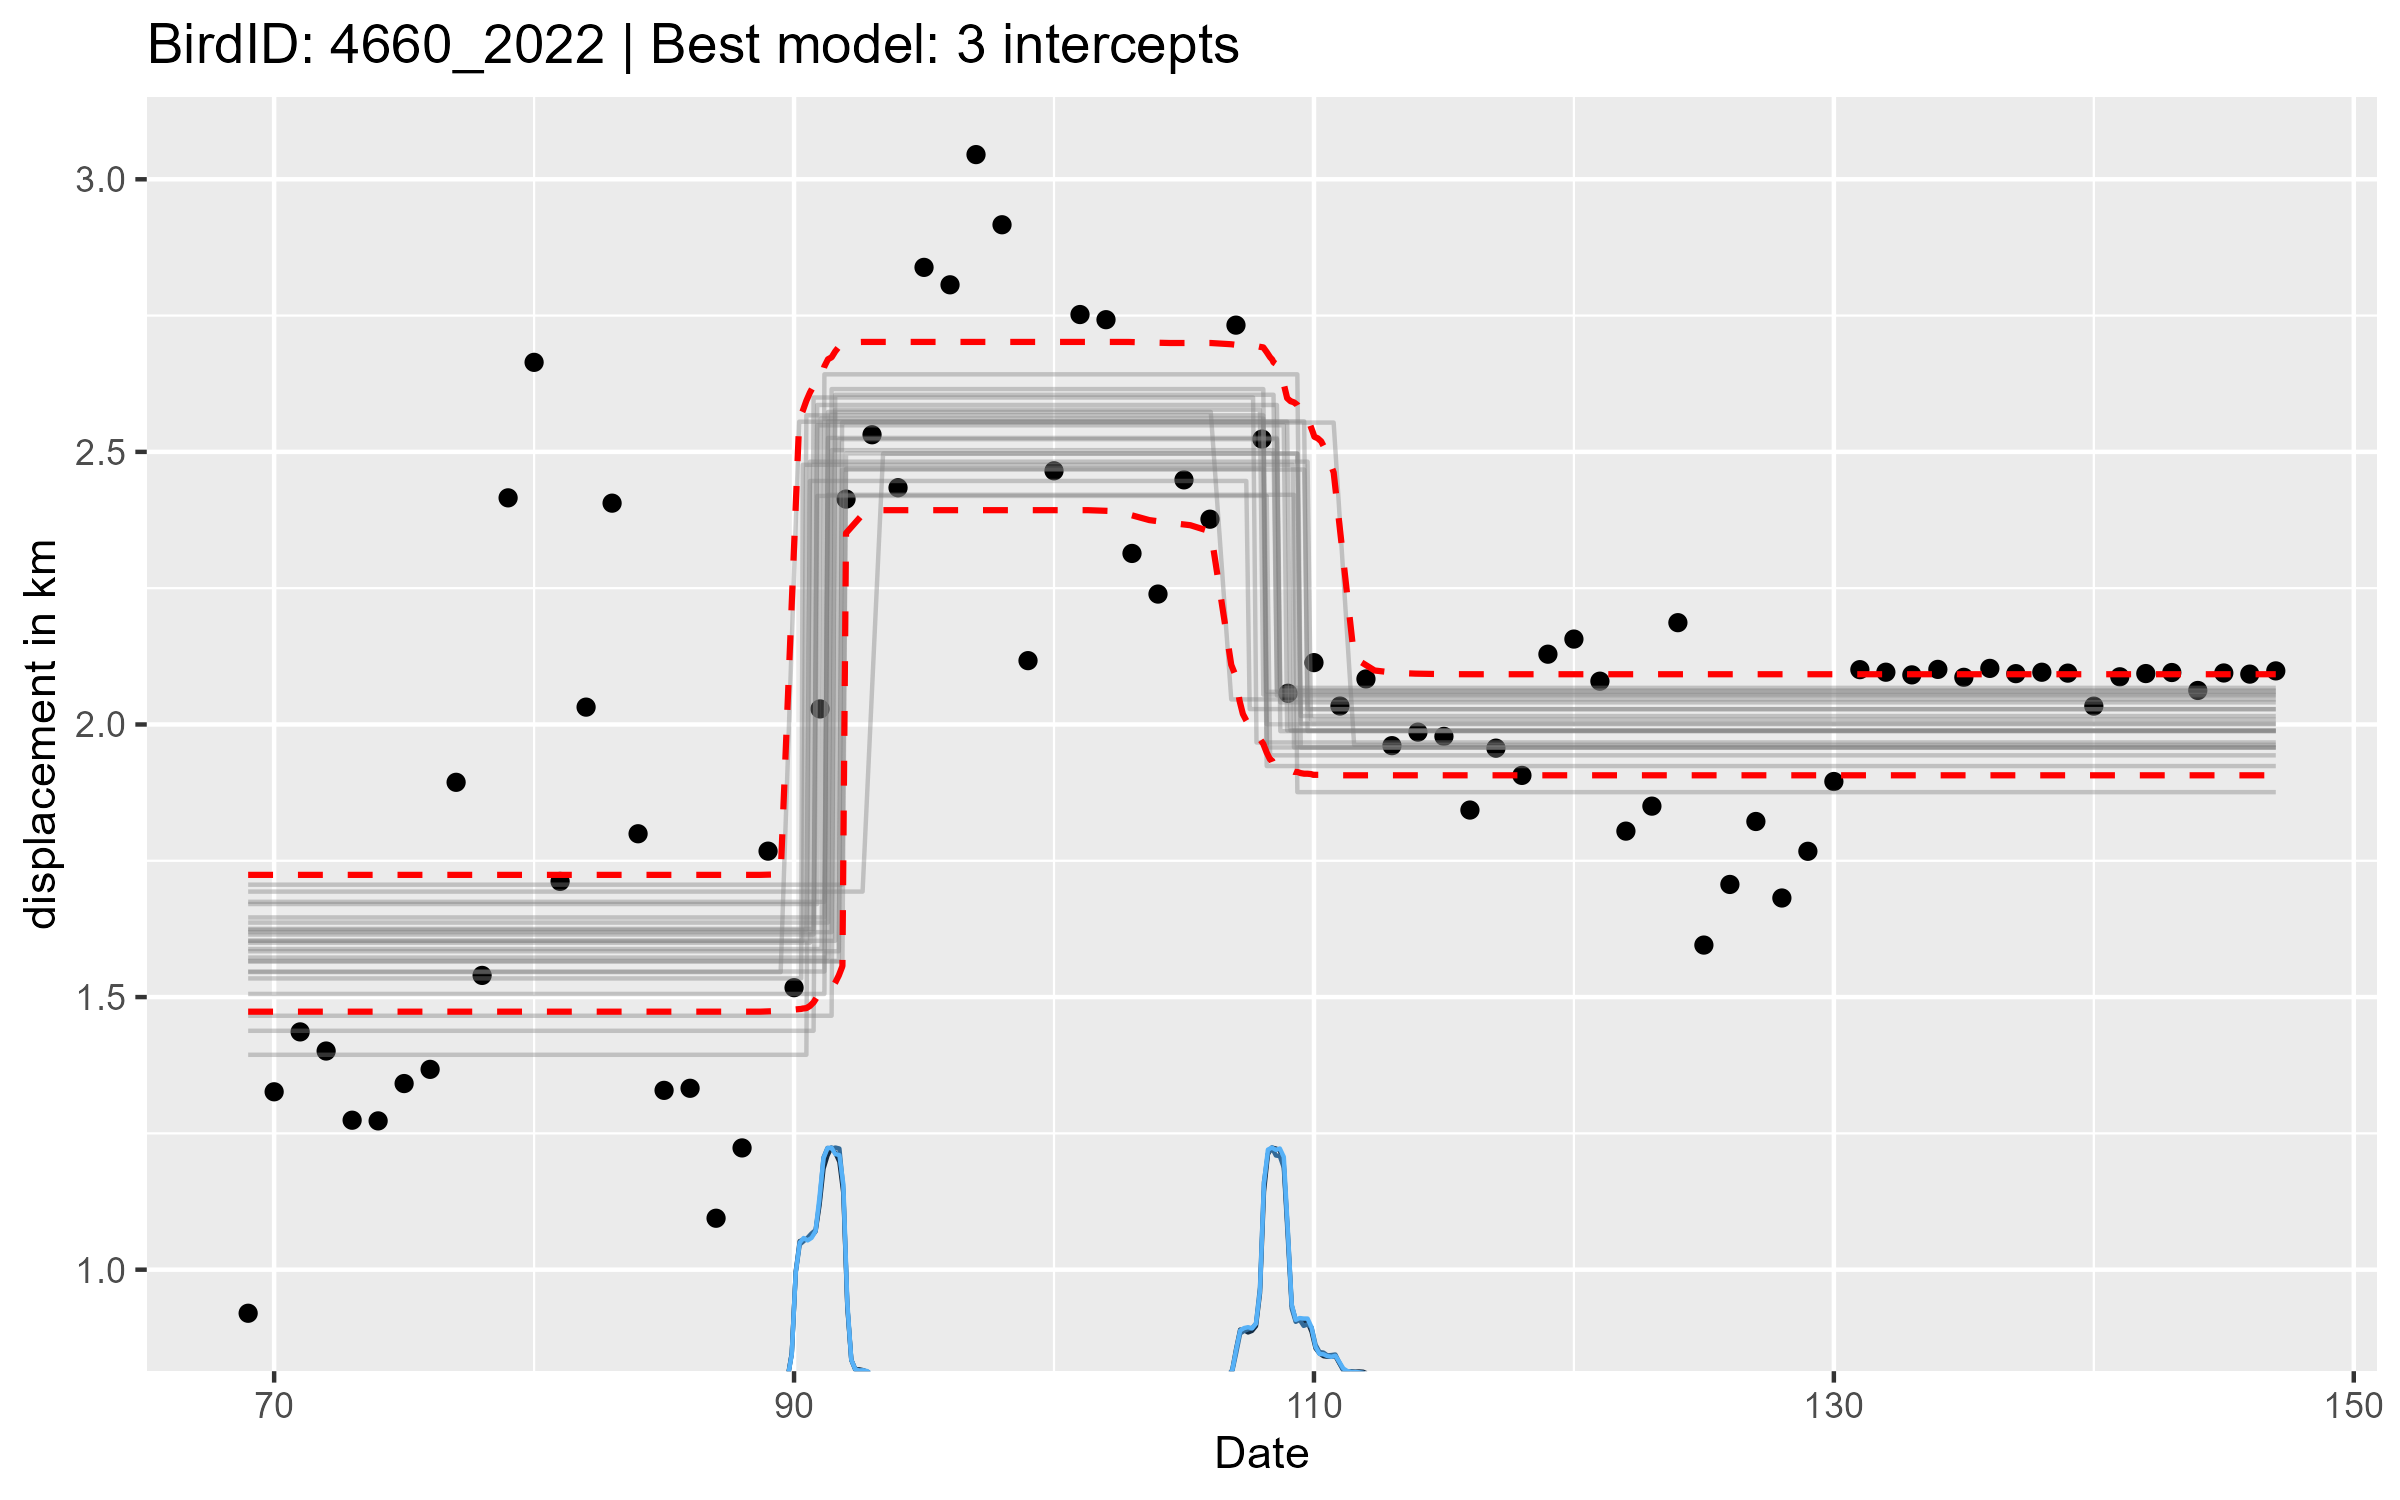 BirdID: 4660_2022 | Best model: 3 intercepts
displacement in km
3.0
2.5
2.0
1.5
1.0
70 90 110 130 150
Date